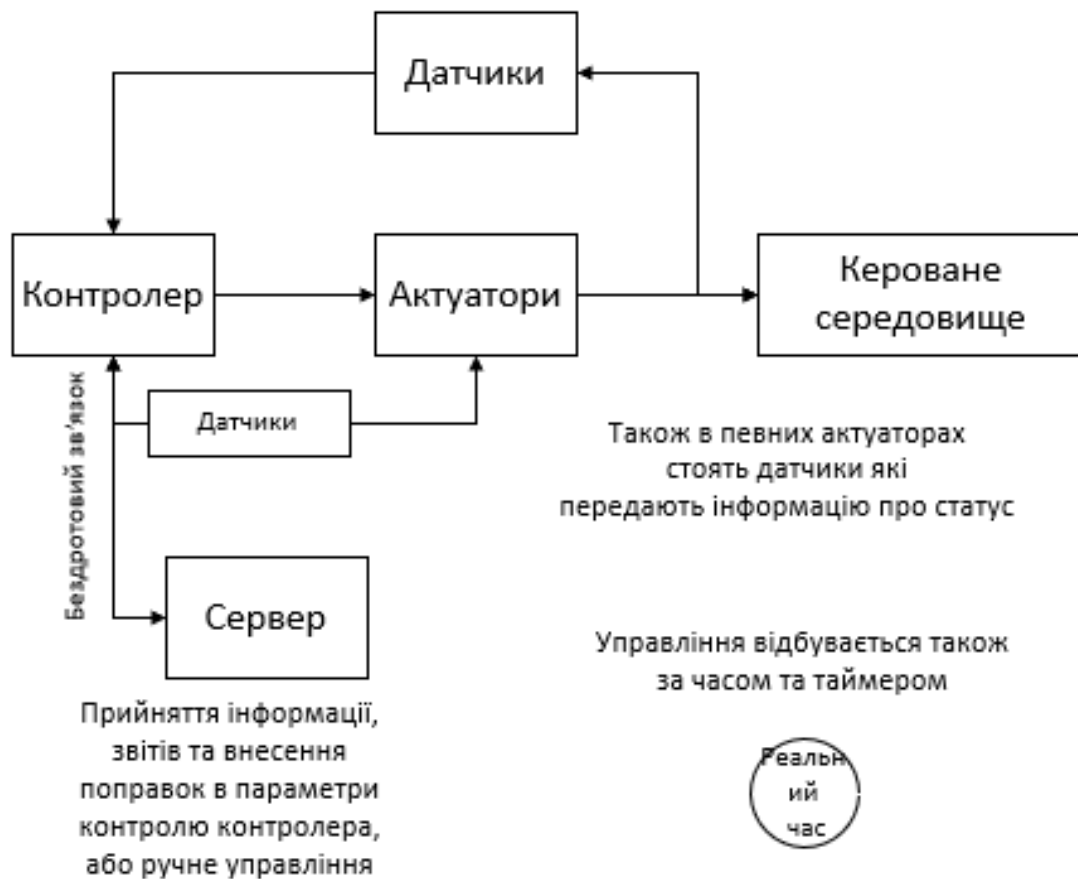 Датчики
Контролер
Актуатори
Кероване
середовище
Бездротовий зв'язок
Датчики
Також в певних актуаторах
стоять датчики які
передають інформацію про статус
Сервер
Управління відбувається також
за часом та таймером
Прийняття інформації,
звітів та внесення
поправок в параметри
контролю контролера,
або ручне управління
Реальн
ий
час